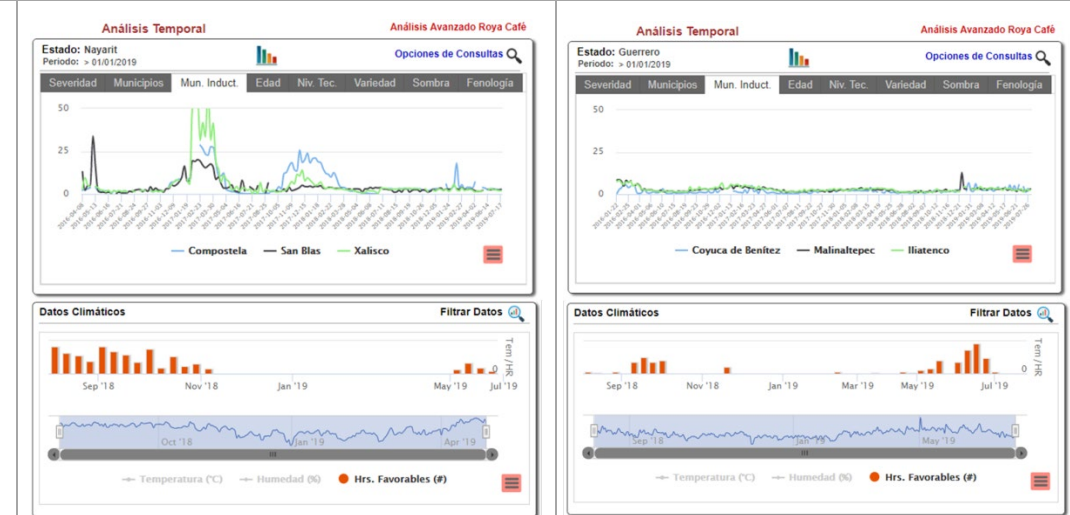 Análisis Temporal
Análisis Avanzado Roya Cafè
Estado: Nayarit
Periodo: > 01/01/2019
Opciones de Consultas
Severidad Municipios Mun. Induct. Edad Niv. Tec. Variedad Sombra Fenología
50
25
0
Compostela San Blas Xalisco
Datos Climáticos
Filtrar Datos
Tem /HR
0
Sep '18 Nov '18 Jan '19 May '19 Jul '19
Oct '18 Jan '19 Apr '19
Temperatura (°C) Humedad (%) Hrs. Favorables (#)
Análisis Temporal
Análisis Avanzado Roya Cafè
Estado: Guerrero
Periodo: > 01/01/2019
Opciones de Consultas
Severidad Municipios Mun. Induct. Edad Niv. Tec. Variedad Sombra Fenología
50
25
0
Coyuca de Benítez Malinaltepec Iliatenco
Datos Climáticos
Filtrar Datos
Tem /HR
0
Sep '18 Nov '18 Jan '19 Mar '19 May '19 Jul '19
Sep '18 Jan '19 May '19
Temperatura (°C) Humedad (%) Hrs. Favorables (#)